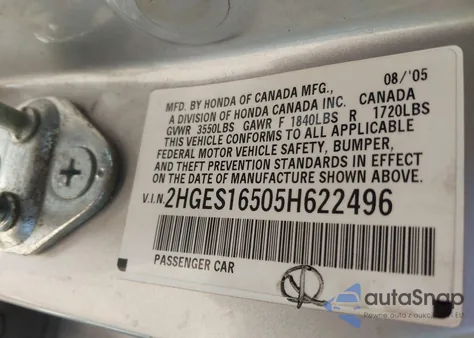 08/'05
MFD. BY HONDA OF CANADA MFG.,
A DIVISION OF HONDA CANADA INC. CANADA
GVWR 3550LBS GAWR F 1840LBS R 1720LBS
THIS VEHICLE CONFORMS TO ALL APPLICABLE
FEDERAL MOTOR VEHICLE SAFETY, BUMPER,
AND THEFT PREVENTION STANDARDS IN EFFECT
ON THE DATE OF MANUFACTURE SHOWN ABOVE.
V.I.N. 2HGES16505H622496
PASSENGER CAR
autoSnap